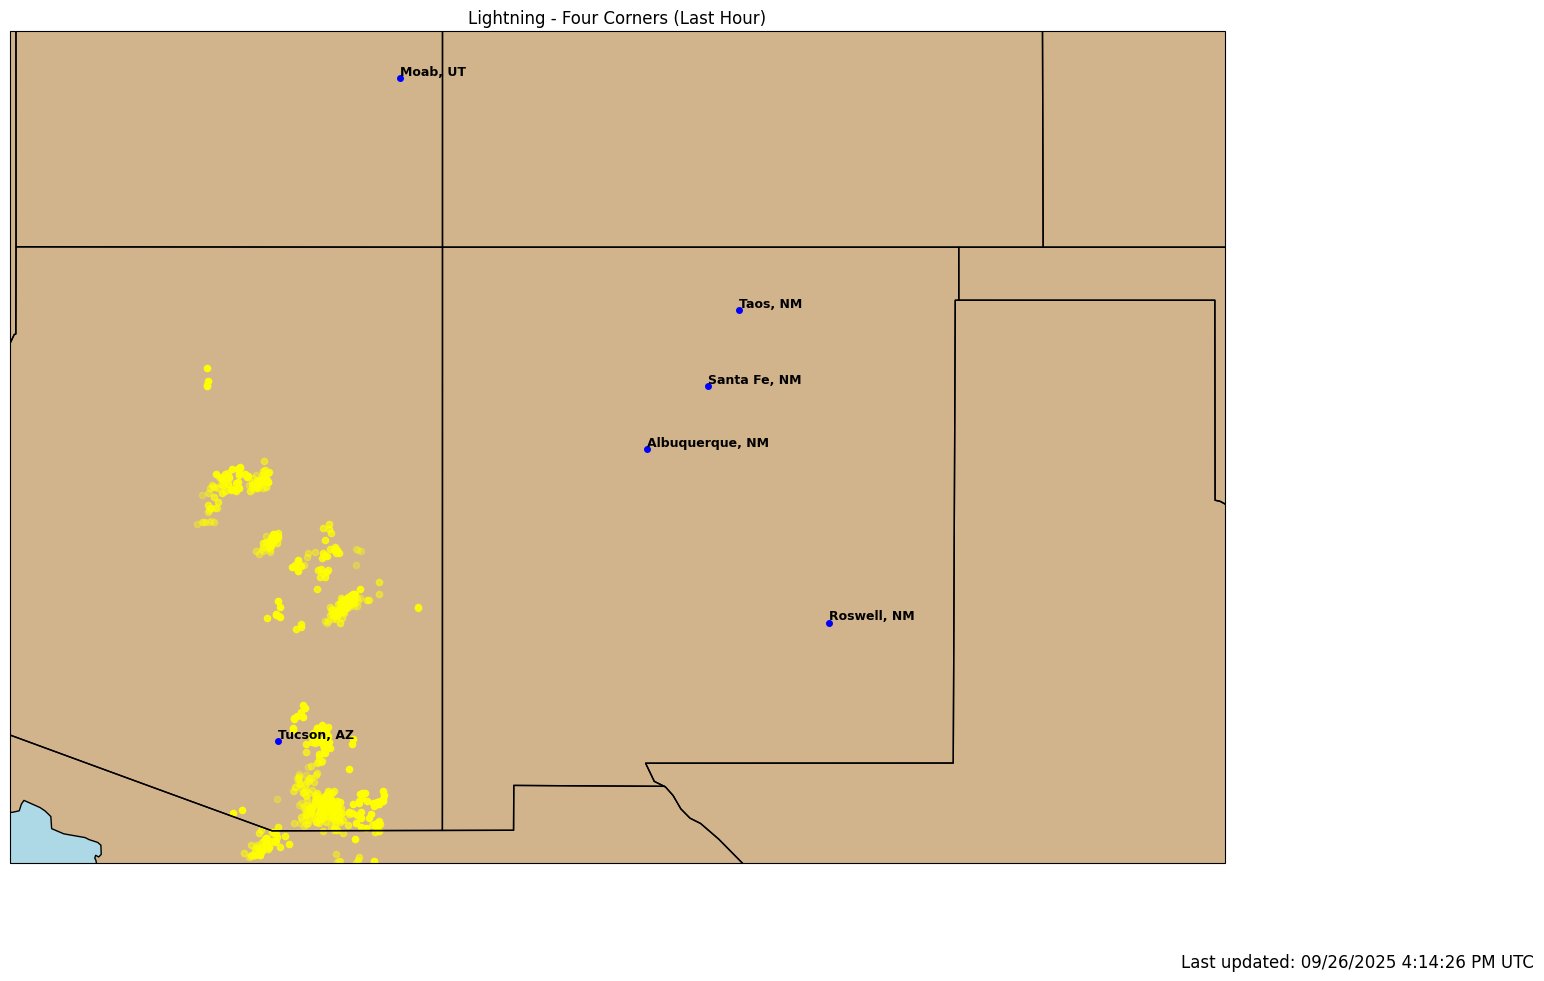 Lightning - Four Corners (Last Hour)
Moab, UT
Taos, NM
Santa Fe, NM
Albuquerque, NM
Roswell, NM
Tucson, AZ
Last updated: 09/26/2025 4:14:26 PM UTC